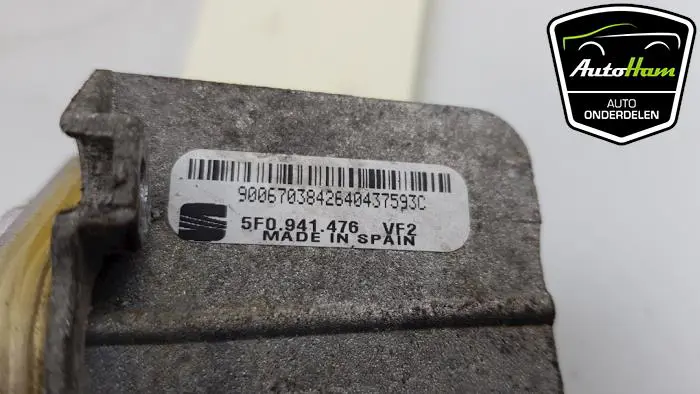 AutoHam
AUTO
ONDERDELEN
9006703842640437593C
5F0.941.476 VF2
MADE IN SPAIN